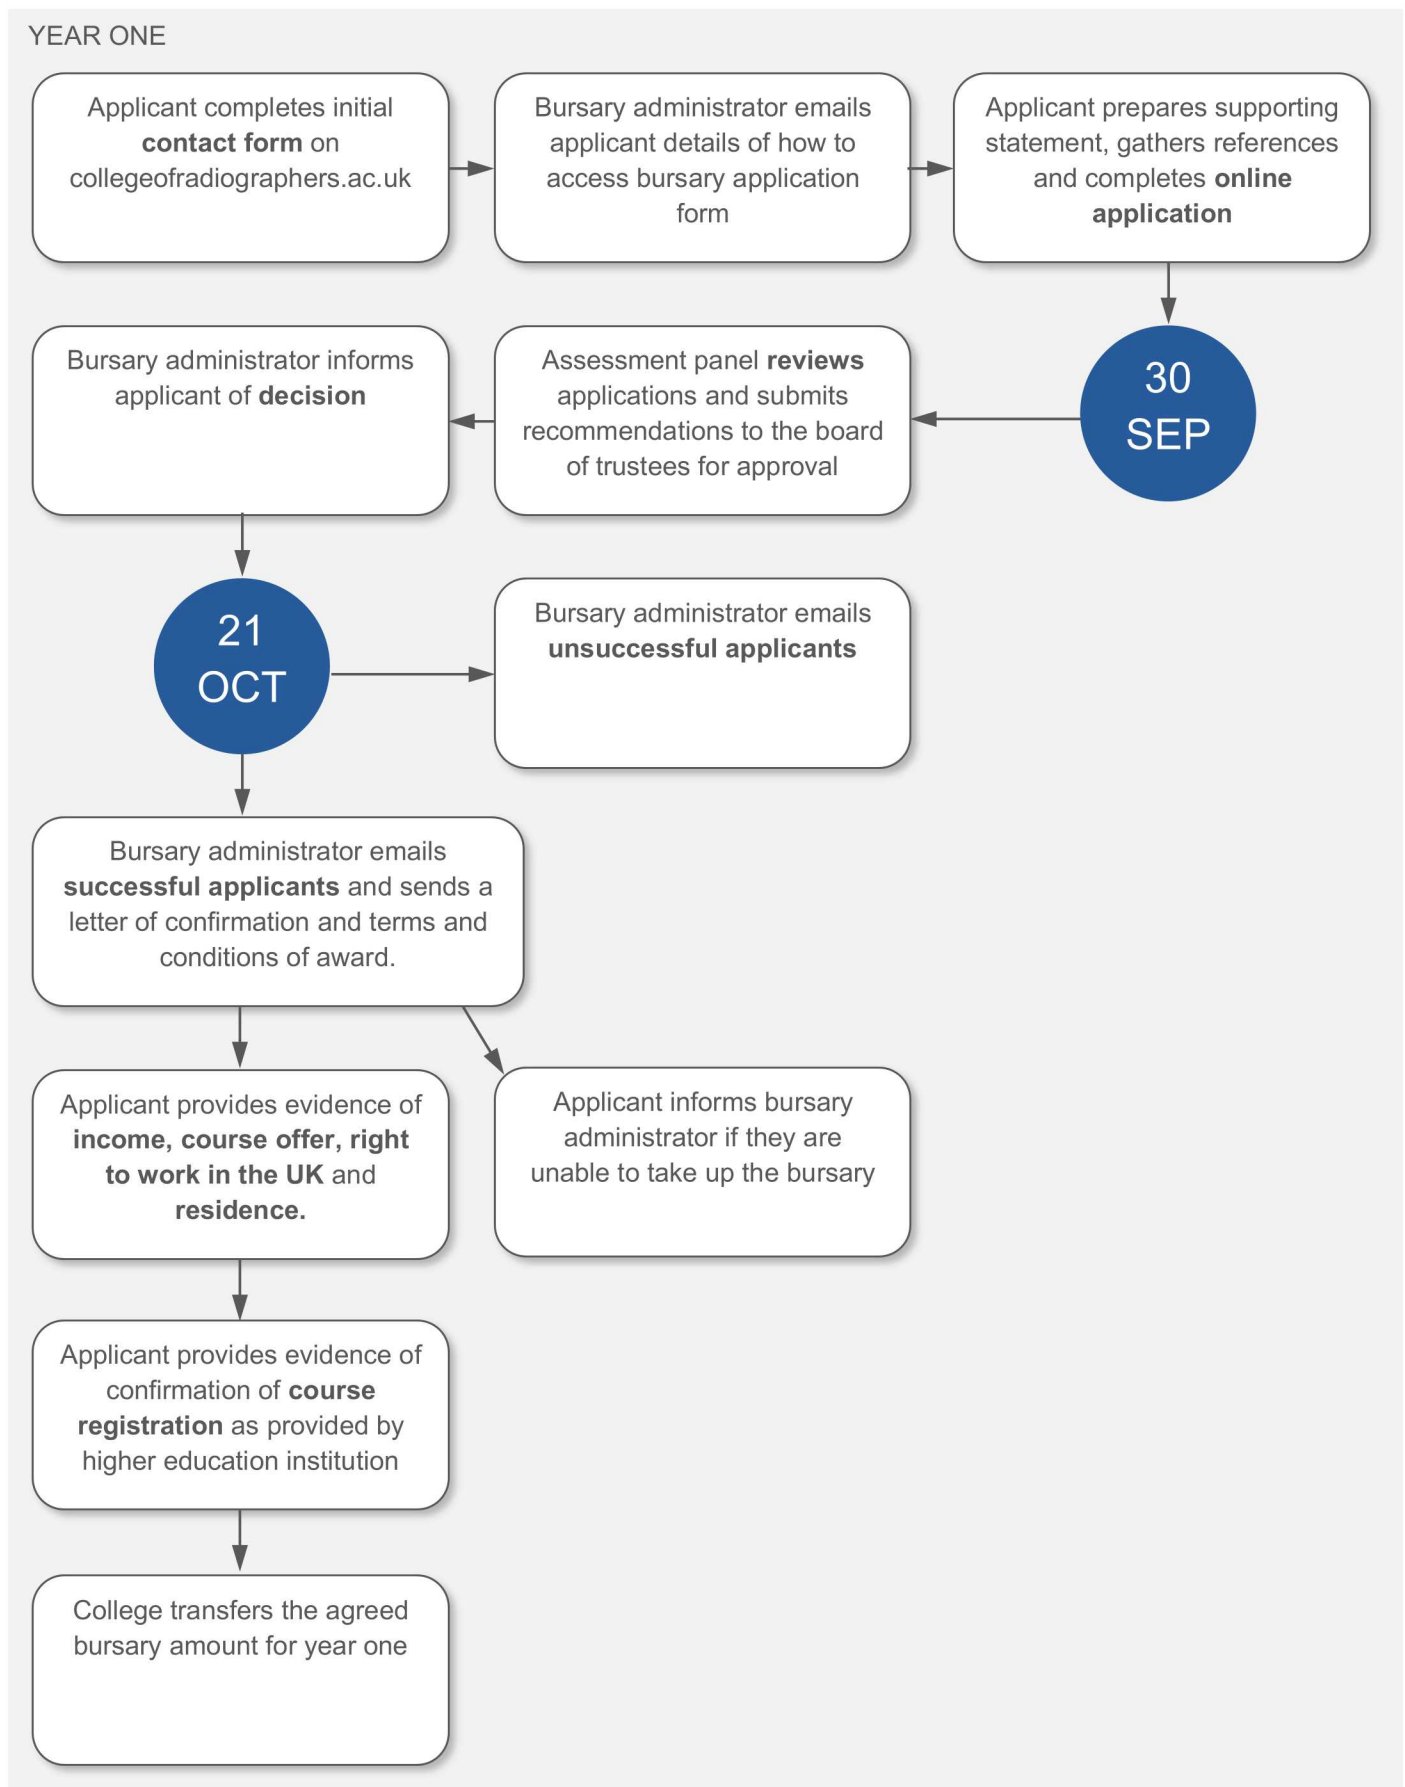 YEAR ONE
Applicant completes initial
contact form on
collegeofradiographers.ac.uk
Bursary administrator emails
applicant details of how to
access bursary application
form
Applicant prepares supporting
statement, gathers references
and completes online
application
30
SEP
Assessment panel reviews
applications and submits
recommendations to the board
of trustees for approval
Bursary administrator informs
applicant of decision
21
OCT
Bursary administrator emails
unsuccessful applicants
Bursary administrator emails
successful applicants and sends a
letter of confirmation and terms and
conditions of award.
Applicant provides evidence of
income, course offer, right
to work in the UK and
residence.
Applicant informs bursary
administrator if they are
unable to take up the bursary
Applicant provides evidence of
confirmation of course
registration as provided by
higher education institution
College transfers the agreed
bursary amount for year one